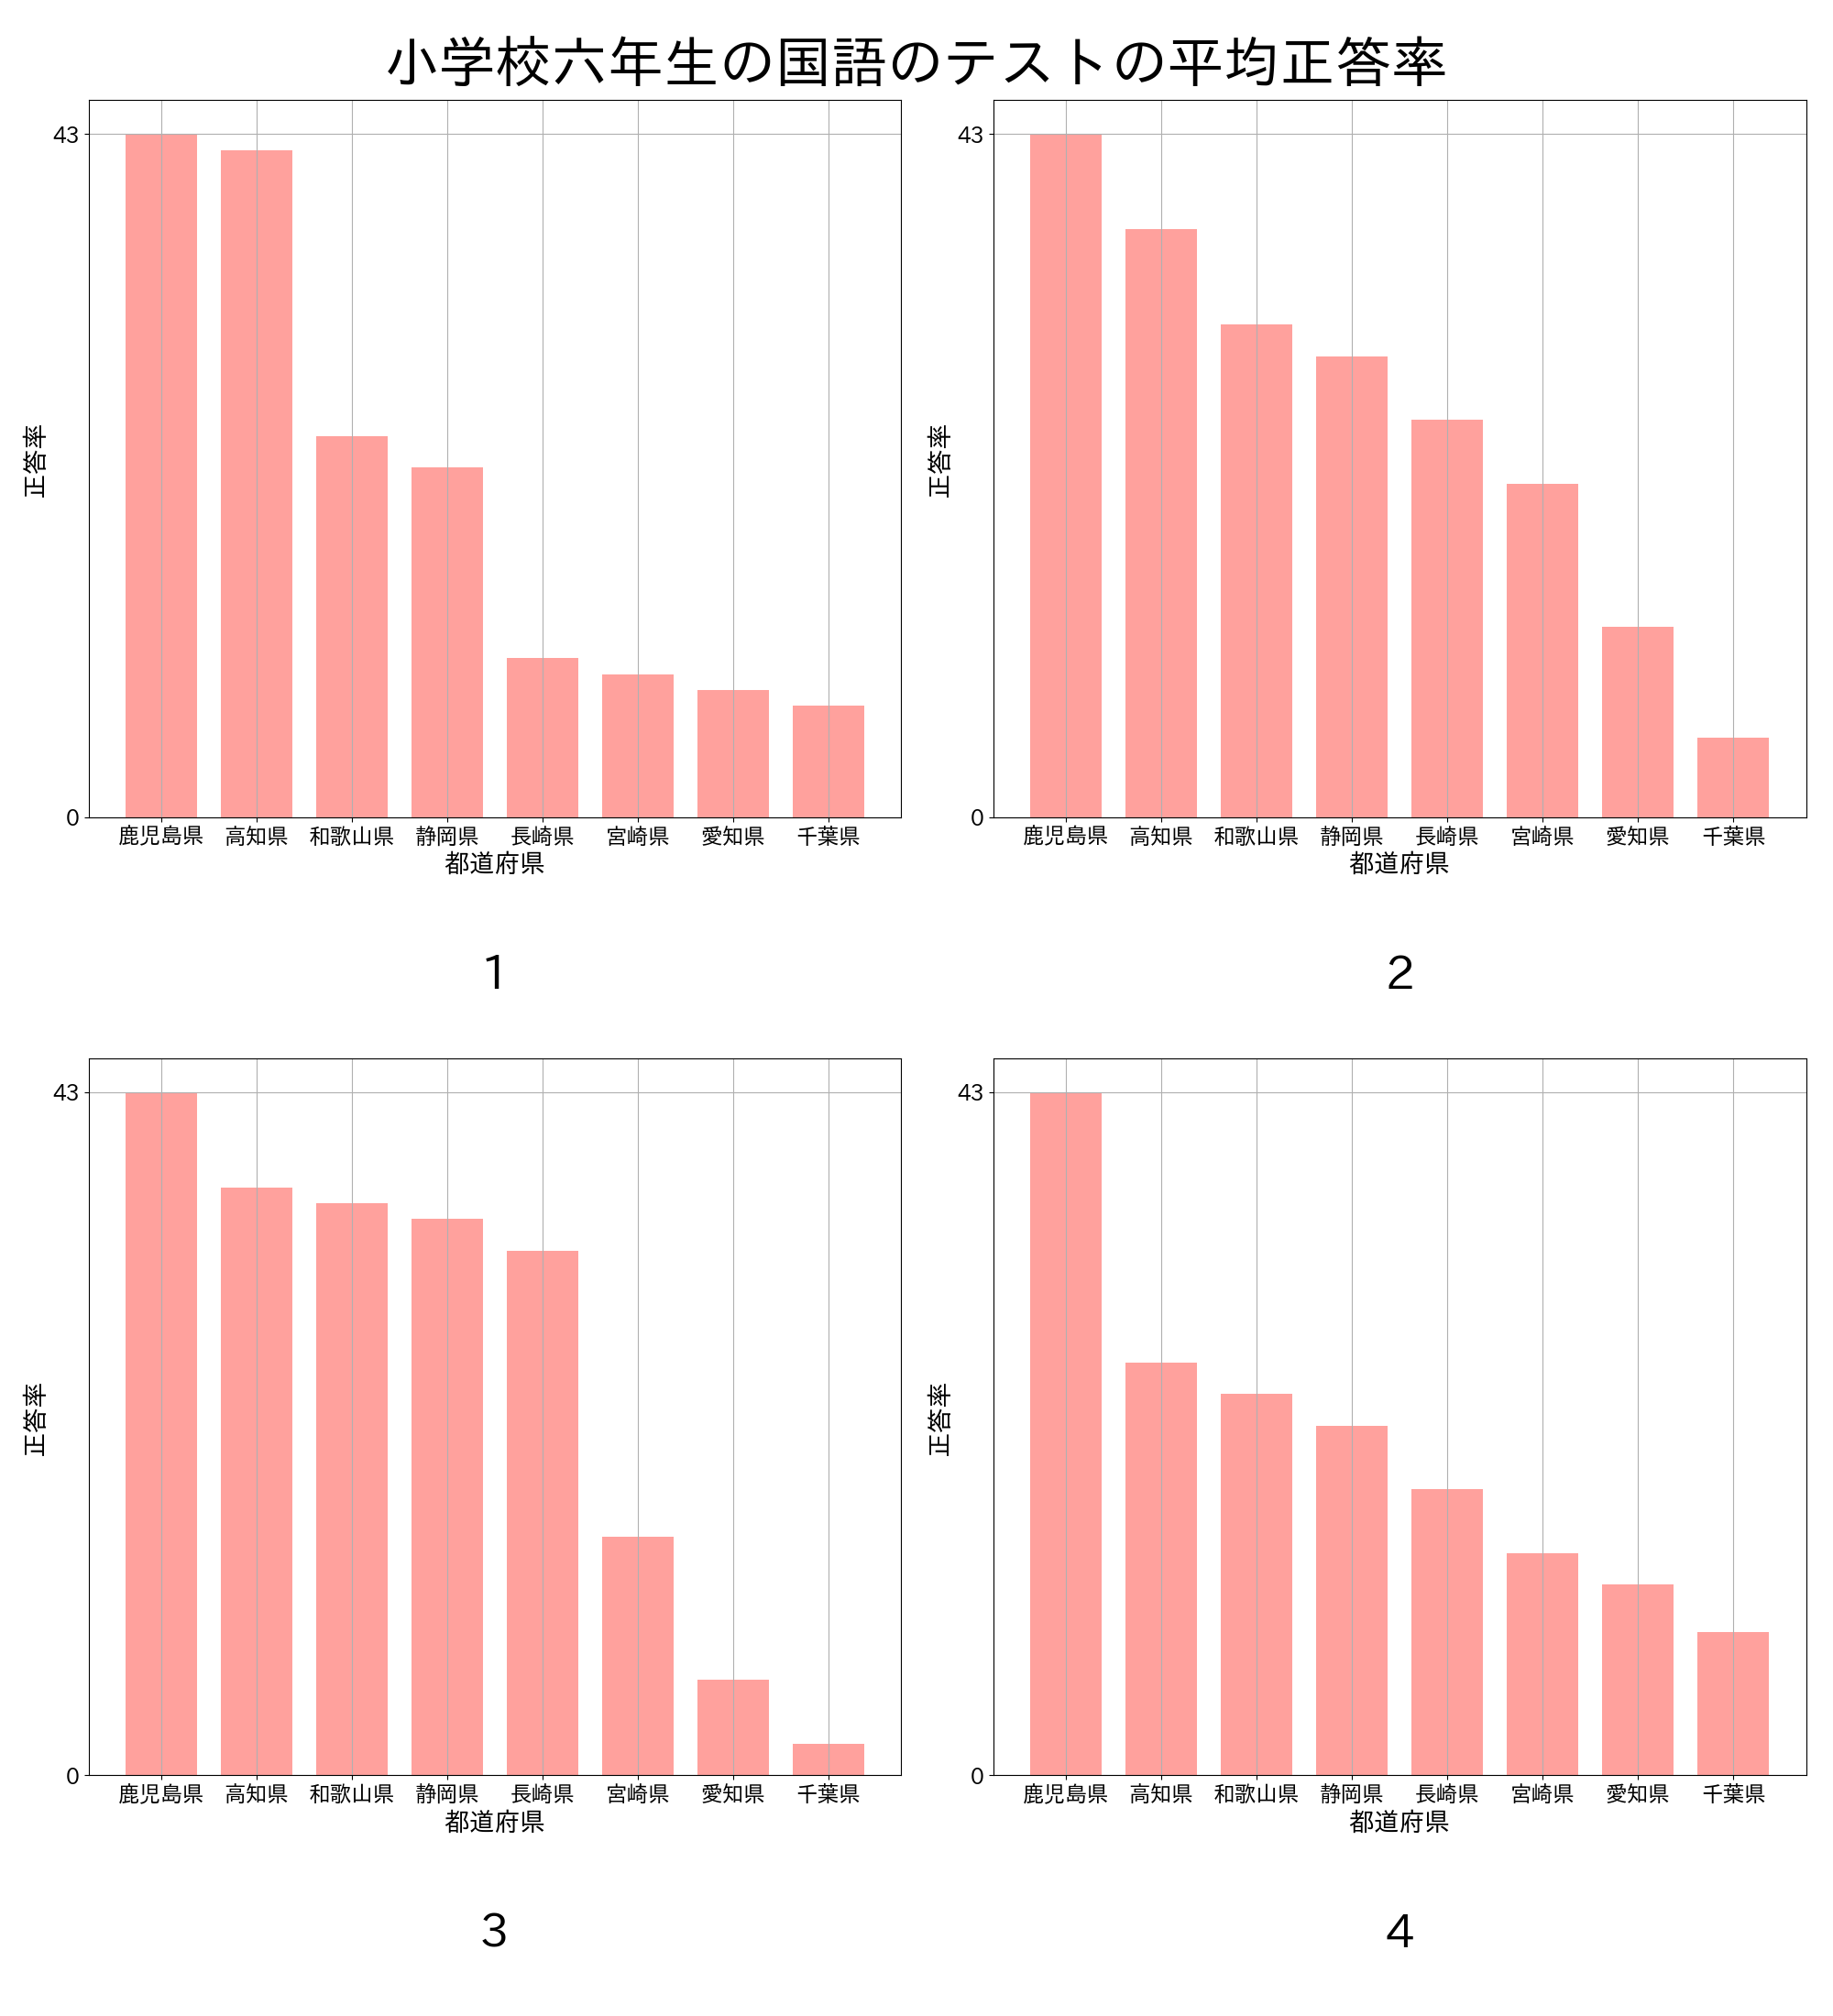 小学校六年生の国語のテストの平均正答率
43
0
正答率
鹿児島県 高知県 和歌山県 静岡県 長崎県 宮崎県 愛知県 千葉県
都道府県
1
43
0
正答率
鹿児島県 高知県 和歌山県 静岡県 長崎県 宮崎県 愛知県 千葉県
都道府県
2
43
0
正答率
鹿児島県 高知県 和歌山県 静岡県 長崎県 宮崎県 愛知県 千葉県
都道府県
3
43
0
正答率
鹿児島県 高知県 和歌山県 静岡県 長崎県 宮崎県 愛知県 千葉県
都道府県
4